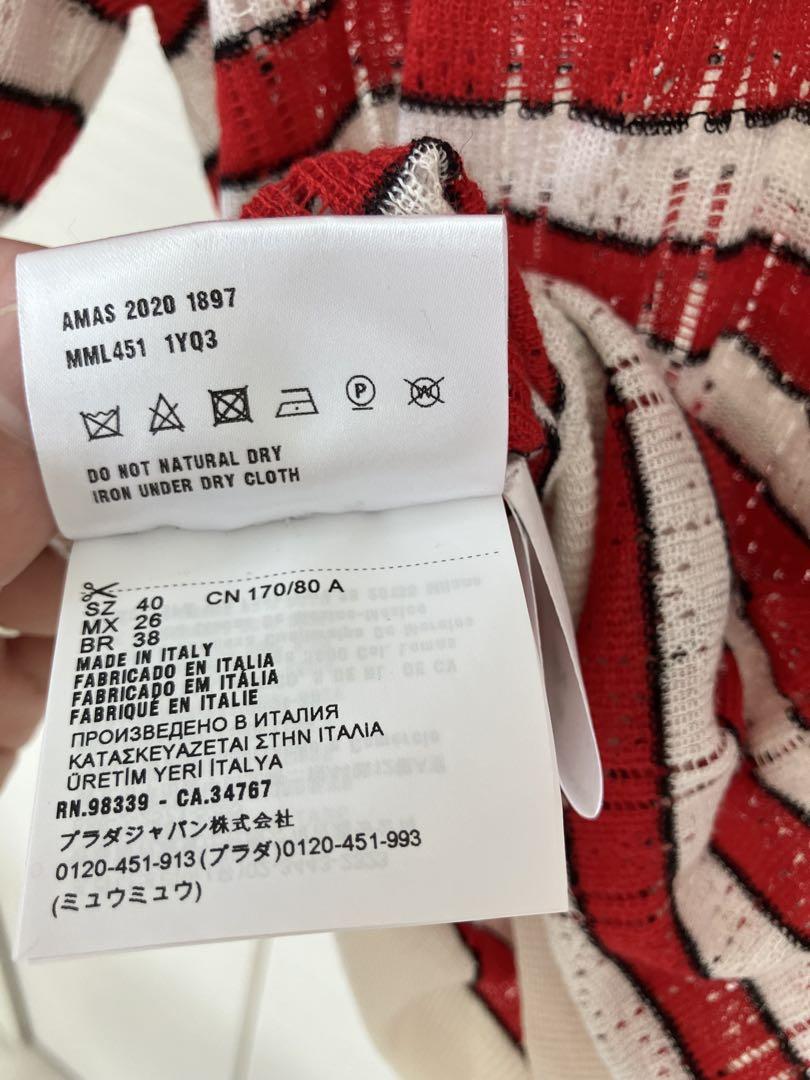 AMAS 2020 1897
MML451 1YQ3
P
W
DO NOT NATURAL DRY
IRON UNDER DRY CLOTH
SZ 40 CN 170/80 A
MX 26
BR 38
MADE IN ITALY
FABRICADO EN ITALIA
FABRICADO EM ITALIA
FABRIQUÉ EN ITALIE
ПРОИЗВЕДЕНО В ИТАЛИЯ
ΚΑΤΑΣΚΕΥΑΖΕΤΑΙ ΣΤΗΝ ΙΤΑΛΙΑ
ÜRETİM YERİ İTALYA
RN.98339 - CA.34767
プラダジャパン株式会社
0120-451-913(プラダ)0120-451-993
(ミュウミュウ)